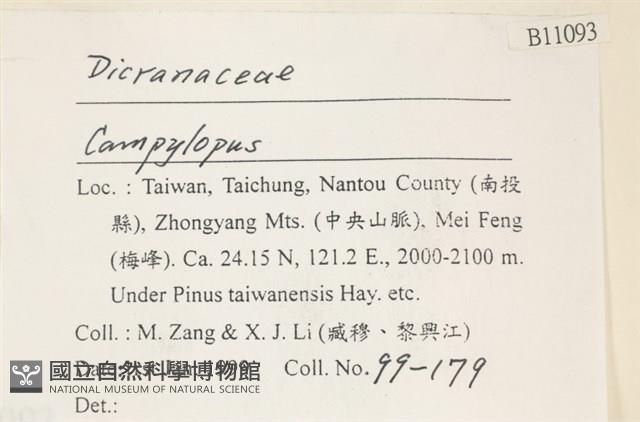 B11093
Dicranaceae
Campylopus
Loc. : Taiwan, Taichung, Nantou County (南投
縣), Zhongyang Mts. (中央山脈), Mei Feng
(梅峰). Ca. 24.15 N, 121.2 E., 2000-2100 m.
Under Pinus taiwanensis Hay. etc.
Coll. : M. Zang & X. J. Li (臧穆、黎興江)
1999 Coll. No. 99-179
國立自然科學博物館
NATIONAL MUSEUM OF NATURAL SCIENCE
Det.: